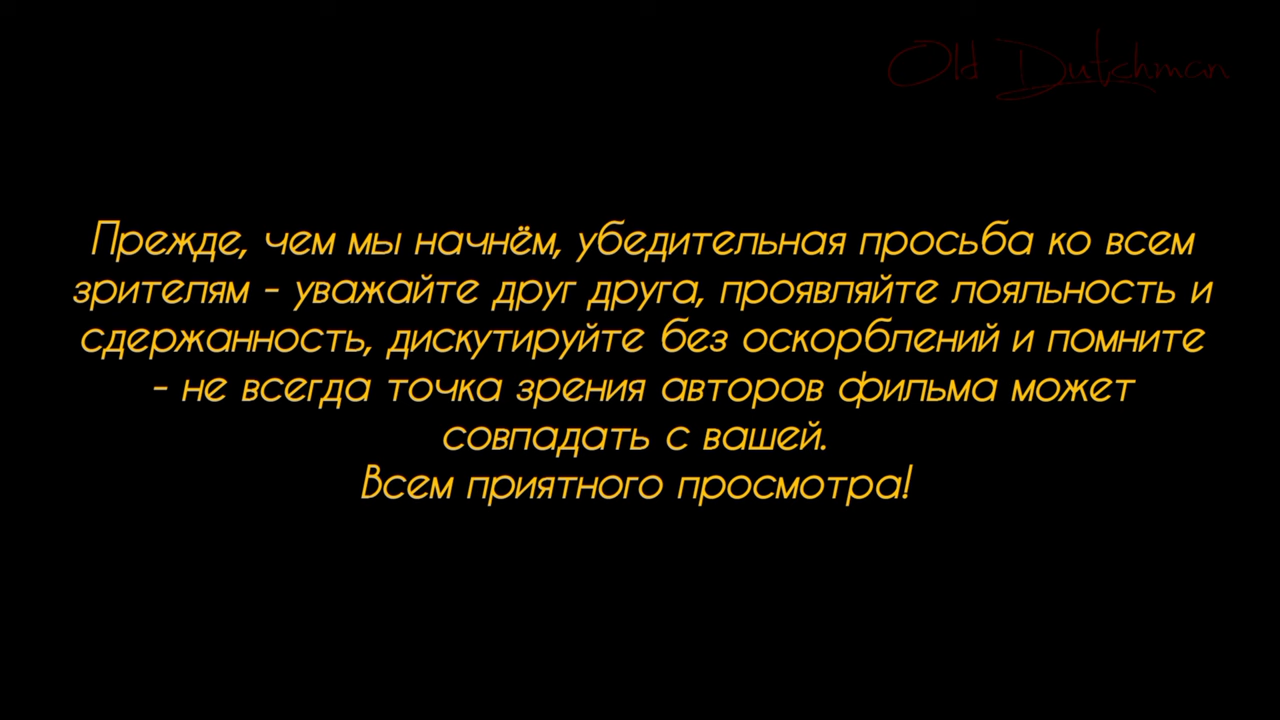 Old Dutchman
Прежде, чем мы начнём, убедительная просьба ко всем
зрителям - уважайте друг друга, проявляйте лояльность и
сдержанность, дискутируйте без оскорблений и помните
- не всегда точка зрения авторов фильма может
совпадать с вашей.
Всем приятного просмотра!